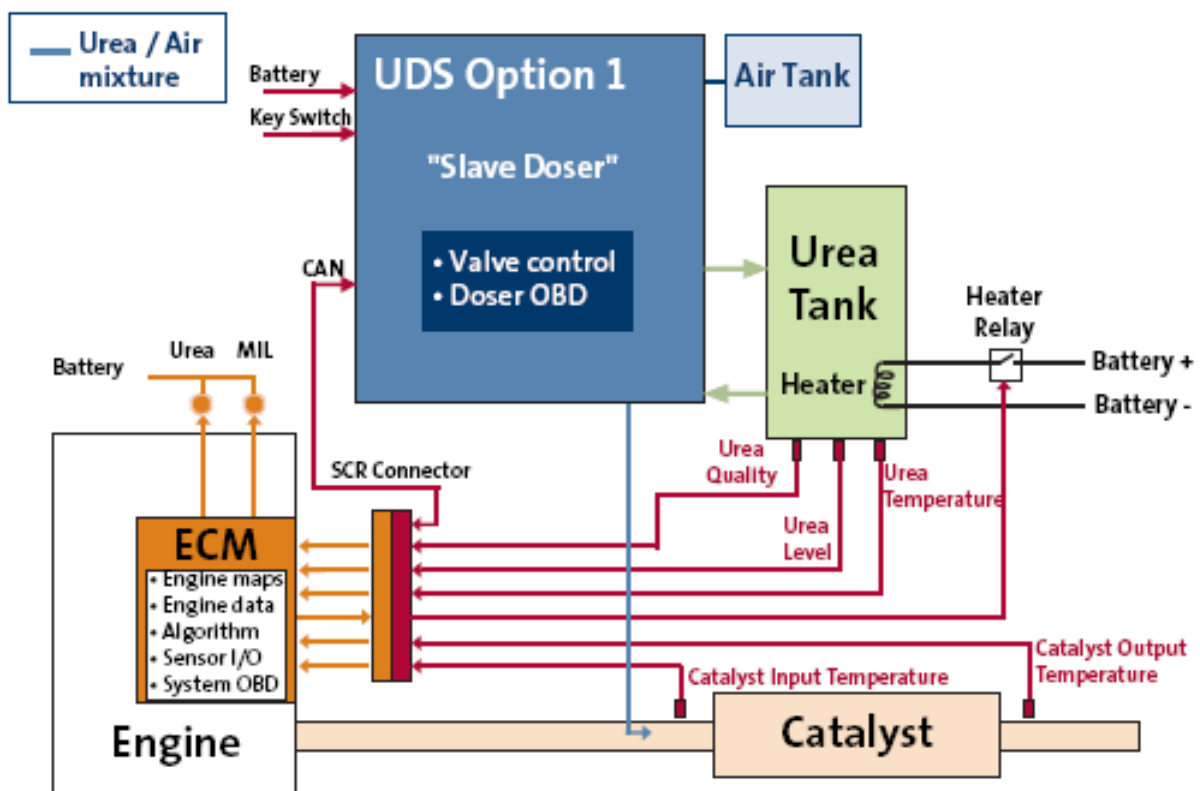 Urea / Air
mixture
Battery
Key Switch
UDS Option 1
"Slave Doser"
• Valve control
• Doser OBD
Air Tank
CAN
Urea
Tank
Heater
Heater
Relay
Battery +
Battery -
Urea
MIL
Battery
SCR Connector
Urea
Quality
Urea
Level
Urea
Temperature
ECM
• Engine maps
• Engine data
• Algorithm
• Sensor I/O
• System OBD
Engine
Catalyst Input Temperature
Catalyst Output
Temperature
Catalyst